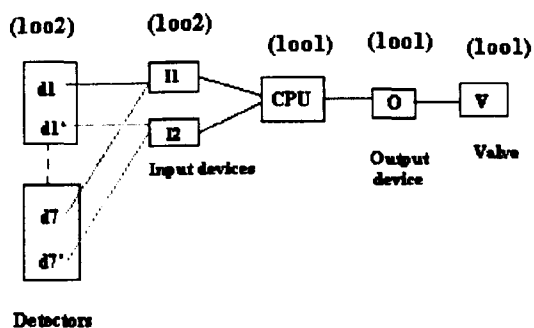 (1oo2)
(1oo2)
(1oo1)
(1oo1)
(1oo1)
d1
I1
CPU
O
V
d1'
I2
Input devices
Output
device
Valve
d7
d7'
Detectors